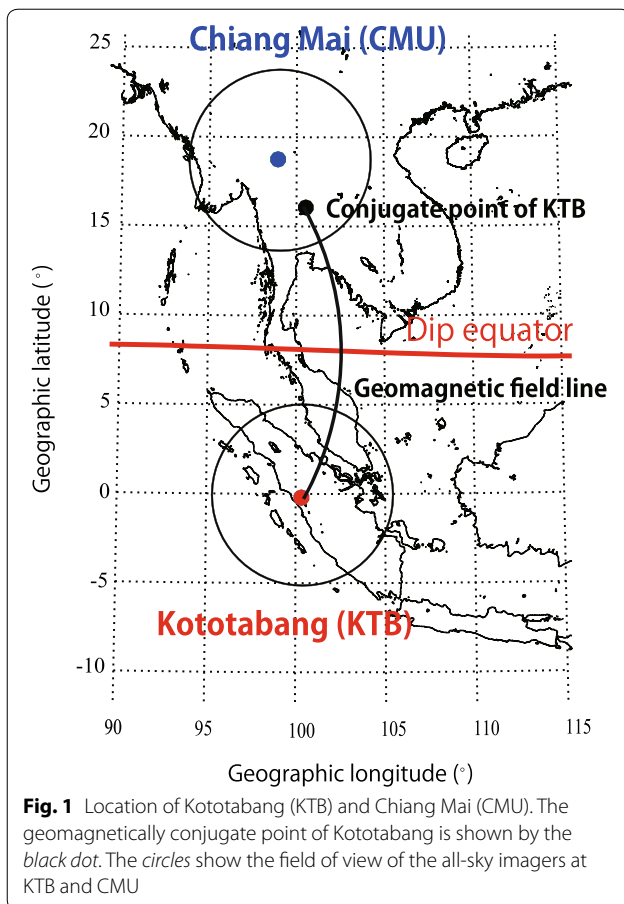 Chiang Mai (CMU)
25
20
Conjugate point of KTB
15
10
Dip equator
Geomagnetic field line
5
0
-5
Kototabang (KTB)
-10
90 95 100 105 110 115
Geographic latitude (°)
Geographic longitude (°)
Fig. 1 Location of Kototabang (KTB) and Chiang Mai (CMU). The
geomagnetically conjugate point of Kototabang is shown by the
black dot. The circles show the field of view of the all-sky imagers at
KTB and CMU